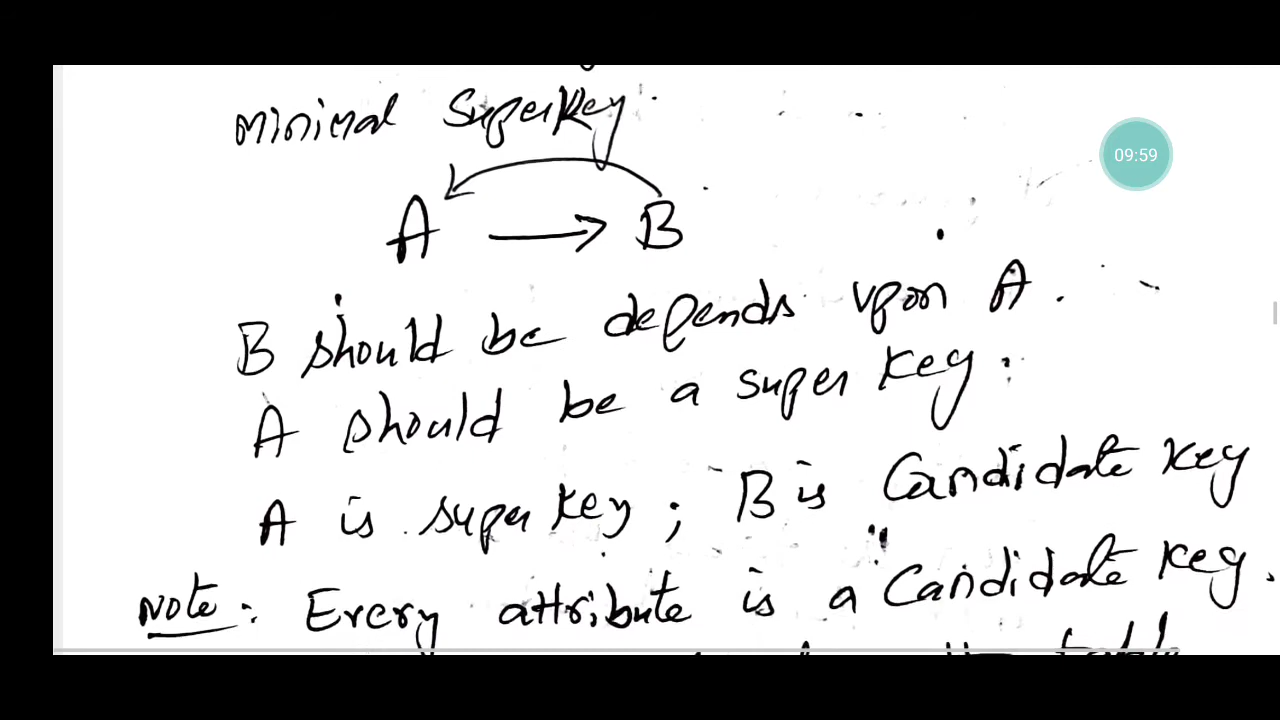 minimal Superkey.
09:59
A → B
B should be depends upon A.
A should be a super key.
A is super key; B is Candidate key
Note: Every attribute is a Candidate key.